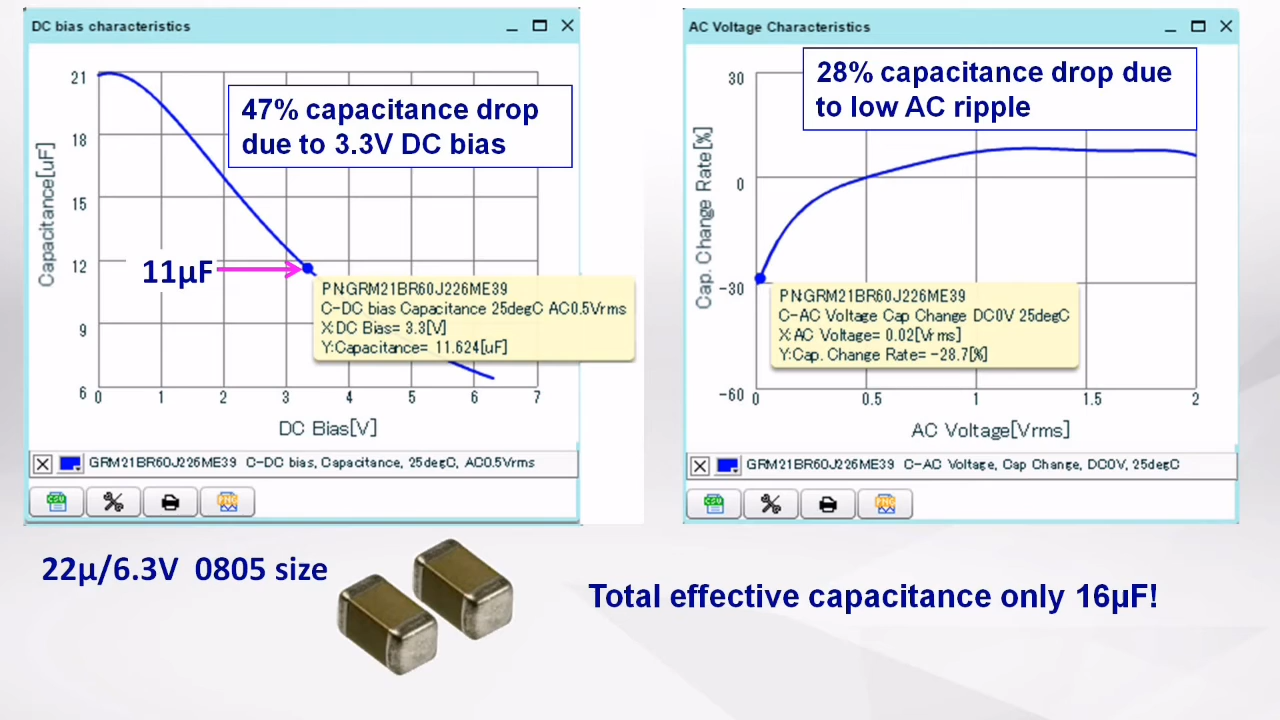 DC bias characteristics
47% capacitance drop
due to 3.3V DC bias
Capacitance[uF]
21
18
15
12
9
6
11µF
PN:GRM21BR60J226ME39
C-DC bias Capacitance 25degC AC0.5Vrms
X:DC Bias= 3.3[V]
Y:Capacitance= 11.624[uF]
0 1 2 3 4 5 6 7
DC Bias[V]
GRM21BR60J226ME39 C-DC bias, Capacitance, 25degC, AC0.5Vrms
CSV
PNG
AC Voltage Characteristics
28% capacitance drop due
to low AC ripple
Cap. Change Rate[%]
30
0
-30
-60
PN:GRM21BR60J226ME39
C-AC Voltage Cap Change DC0V 25degC
X:AC Voltage= 0.02[Vrms]
Y:Cap. Change Rate= -28.7[%]
0 0.5 1 1.5 2
AC Voltage[Vrms]
GRM21BR60J226ME39 C-AC Voltage, Cap Change, DC0V, 25degC
CSV
PNG
22µ/6.3V 0805 size
Total effective capacitance only 16µF!